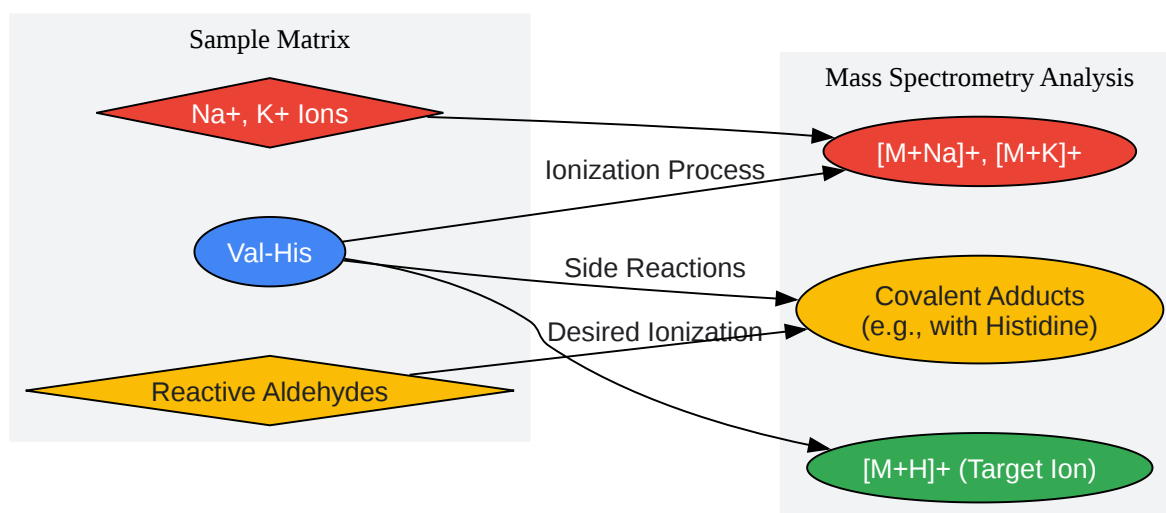 Sample Matrix
Mass Spectrometry Analysis
Na+, K+ Ions
[M+Na]+, [M+K]+
Ionization Process
Val-His
Side Reactions
Covalent Adducts
(e.g., with Histidine)
Desired Ionization
Reactive Aldehydes
[M+H]+ (Target Ion)